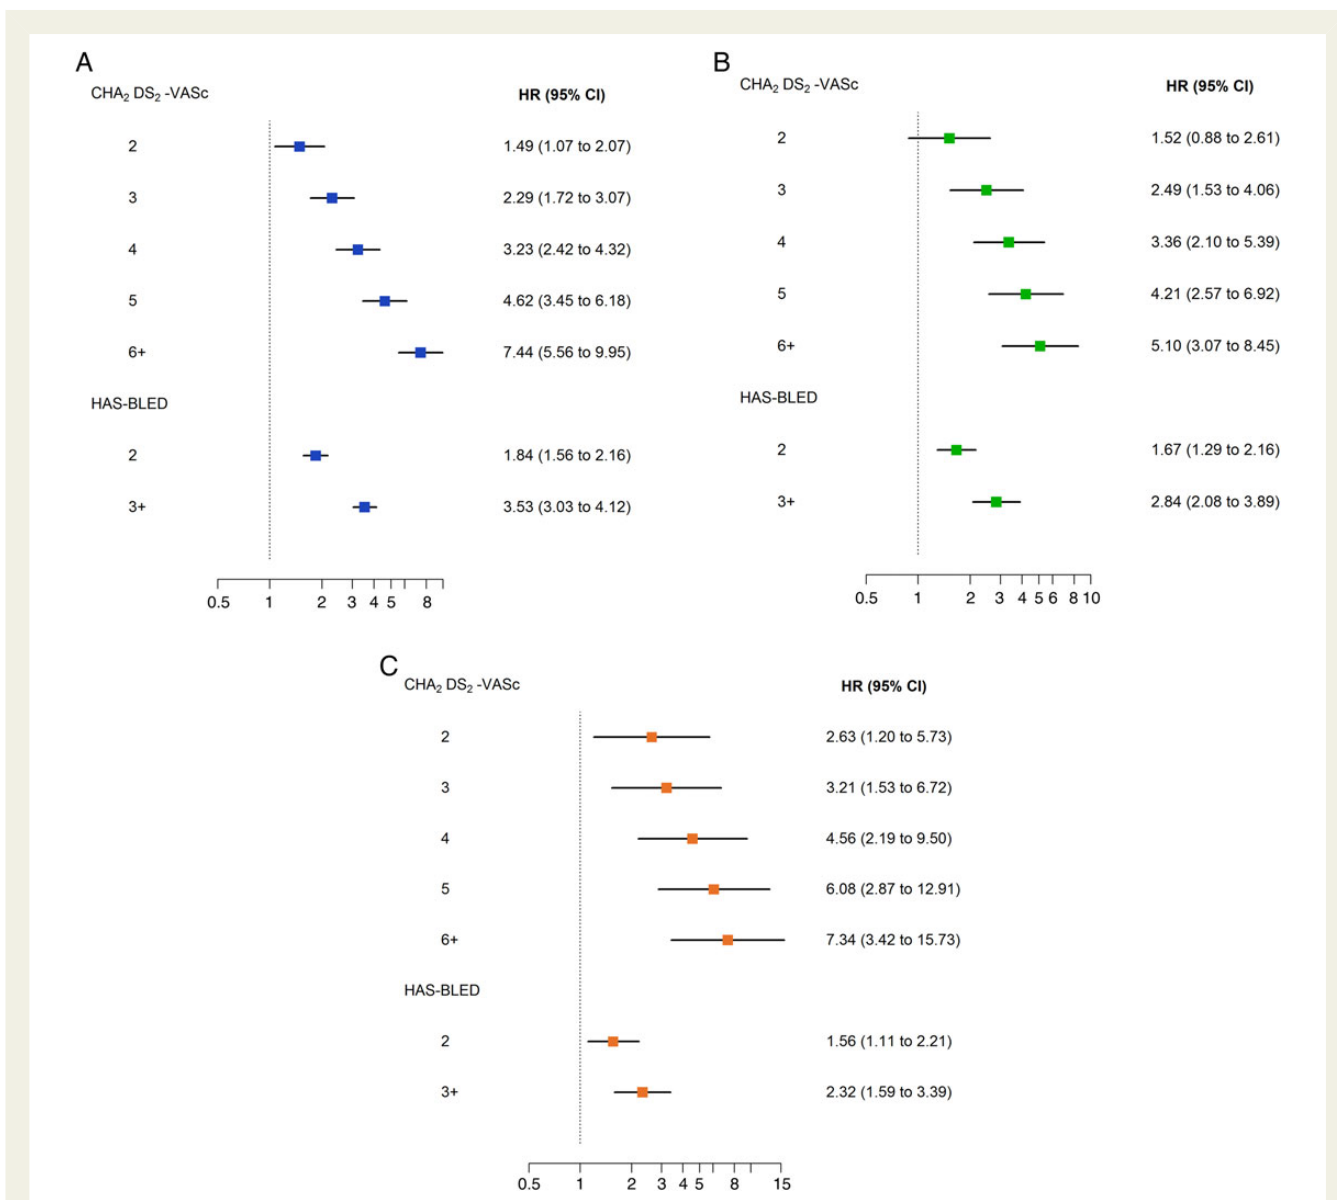 A
CHA₂ DS₂ -VASc HR (95% CI)
2 1.49 (1.07 to 2.07)
3 2.29 (1.72 to 3.07)
4 3.23 (2.42 to 4.32)
5 4.62 (3.45 to 6.18)
6+ 7.44 (5.56 to 9.95)
HAS-BLED
2 1.84 (1.56 to 2.16)
3+ 3.53 (3.03 to 4.12)
0.5 1 2 3 4 5 8
B
CHA₂ DS₂ -VASc HR (95% CI)
2 1.52 (0.88 to 2.61)
3 2.49 (1.53 to 4.06)
4 3.36 (2.10 to 5.39)
5 4.21 (2.57 to 6.92)
6+ 5.10 (3.07 to 8.45)
HAS-BLED
2 1.67 (1.29 to 2.16)
3+ 2.84 (2.08 to 3.89)
0.5 1 2 3 4 5 6 8 10
C
CHA₂ DS₂ -VASc HR (95% CI)
2 2.63 (1.20 to 5.73)
3 3.21 (1.53 to 6.72)
4 4.56 (2.19 to 9.50)
5 6.08 (2.87 to 12.91)
6+ 7.34 (3.42 to 15.73)
HAS-BLED
2 1.56 (1.11 to 2.21)
3+ 2.32 (1.59 to 3.39)
0.5 1 2 3 4 5 8 15